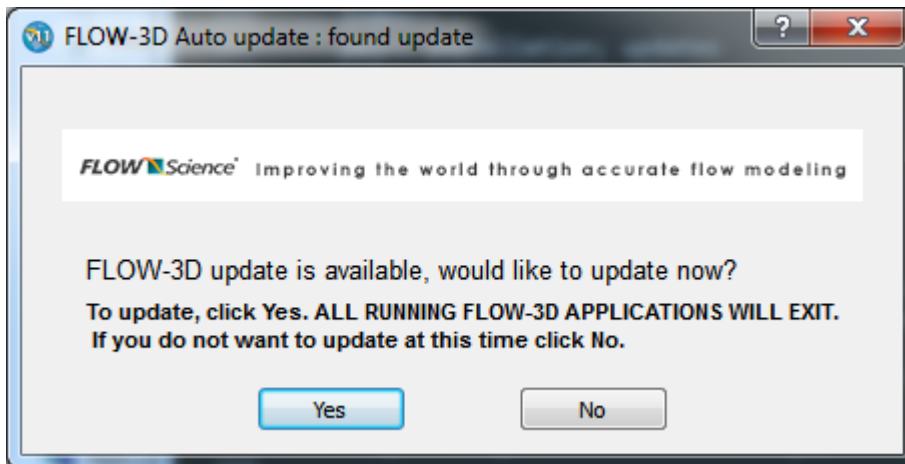 FLOW-3D Auto update : found update
?
X
FLOW Science® Improving the world through accurate flow modeling
FLOW-3D update is available, would like to update now?
To update, click Yes. ALL RUNNING FLOW-3D APPLICATIONS WILL EXIT.
If you do not want to update at this time click No.
Yes
No